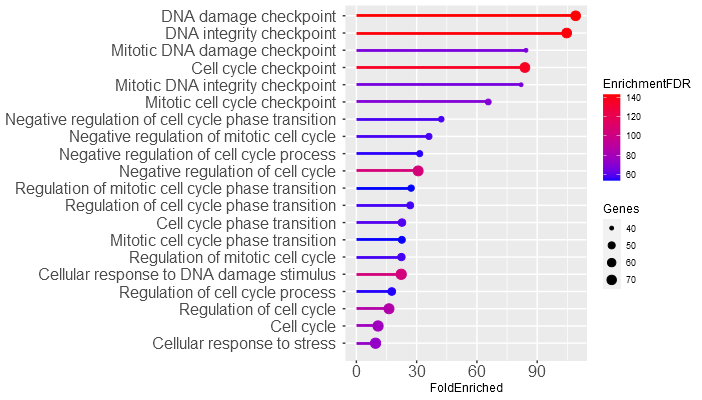 DNA damage checkpoint
DNA integrity checkpoint
Mitotic DNA damage checkpoint
Cell cycle checkpoint
Mitotic DNA integrity checkpoint
Mitotic cell cycle checkpoint
Negative regulation of cell cycle phase transition
Negative regulation of mitotic cell cycle
Negative regulation of cell cycle process
Negative regulation of cell cycle
Regulation of mitotic cell cycle phase transition
Regulation of cell cycle phase transition
Cell cycle phase transition
Mitotic cell cycle phase transition
Regulation of mitotic cell cycle
Cellular response to DNA damage stimulus
Regulation of cell cycle process
Regulation of cell cycle
Cell cycle
Cellular response to stress
0 30 60 90
FoldEnriched
EnrichmentFDR
140
120
100
80
60
Genes
40
50
60
70